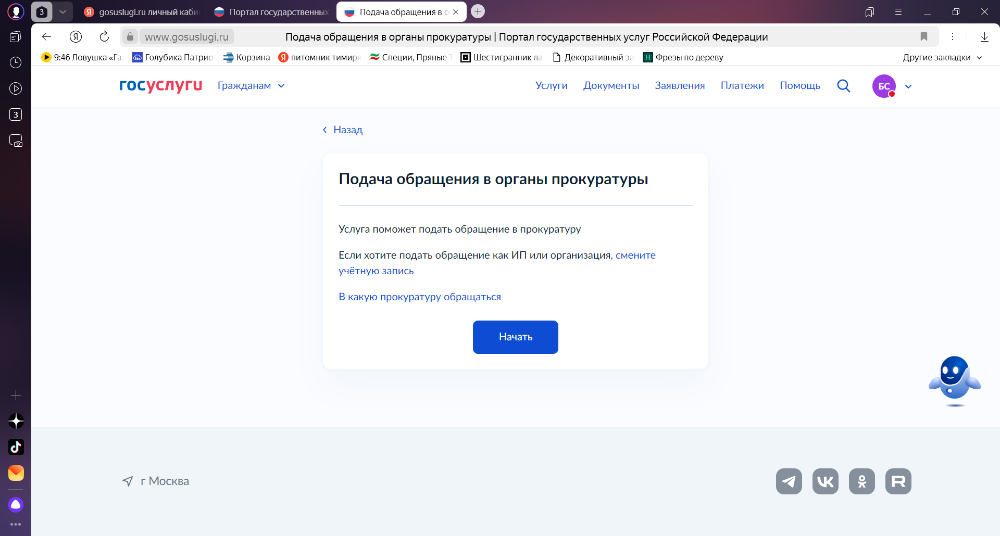 3
gosuslugi.ru личный каби
Портал государственных
Подача обращения в о
www.gosuslugi.ru
Подача обращения в органы прокуратуры | Портал государственных услуг Российской Федерации
9:46 Ловушка «Газ
Голубика Патриот
Корзина
питомник тимиря
Специи, Пряные Т
Шестигранник ла
Декоративный эл
Фрезы по дереву
Другие закладки
3
госуслуги
Гражданам
Услуги
Документы
Заявления
Платежи
Помощь
БС
Назад
Подача обращения в органы прокуратуры
Услуга поможет подать обращение в прокуратуру
Если хотите подать обращение как ИП или организация, смените
учётную запись
В какую прокуратуру обращаться
Начать
г Москва